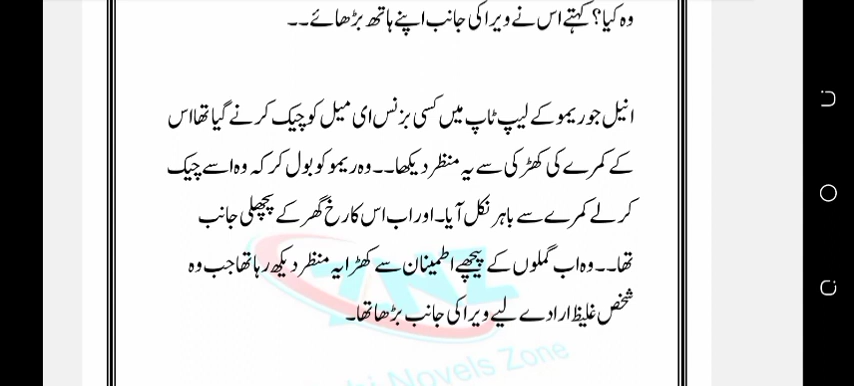 وہ کیا؟ کہتے اس نے ویرا کی جانب اپنے ہاتھ بڑھائے۔۔
انیل جو ریمو کے لیپ ٹاپ میں کسی بزنس ای میل کو چیک کرنے گیا تھا اس
کے کمرے کی کھڑکی سے یہ منظر دیکھا۔۔ وہ ریمو کو بول کر کہ وہ اسے چیک
کرلے کمرے سے باہر نکل آیا۔ اور اب اس کا رخ گھر کے پچھلی جانب
تھا۔۔ وہ اب گملوں کے پیچھے اطمینان سے کھڑا یہ منظر دیکھ رہا تھا جب وہ
شخص غلیظ ارادے لیے ویرا کی جانب بڑھا تھا۔
Novels Zone